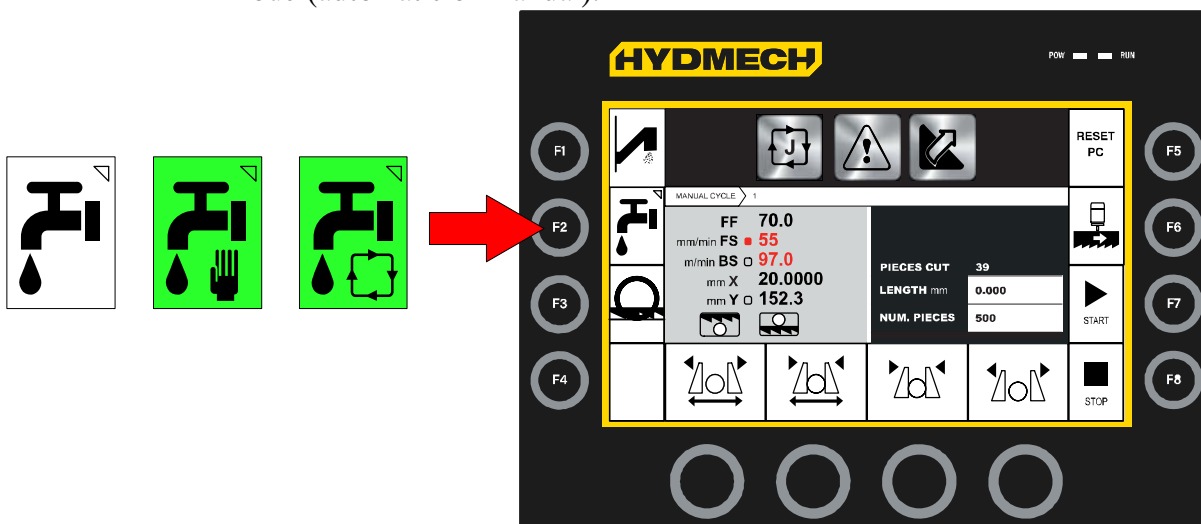 HYDMECH
POW RUN
F1
F2
F3
F4
J
RESET
PC
F5
F6
F7
F8
MANUAL CYCLE 1
FF 70.0
mm/min FS 55
m/min BS 97.0
mm X 20.0000
mm Y 152.3
PIECES CUT 39
LENGTH mm 0.000
NUM. PIECES 500
START
STOP